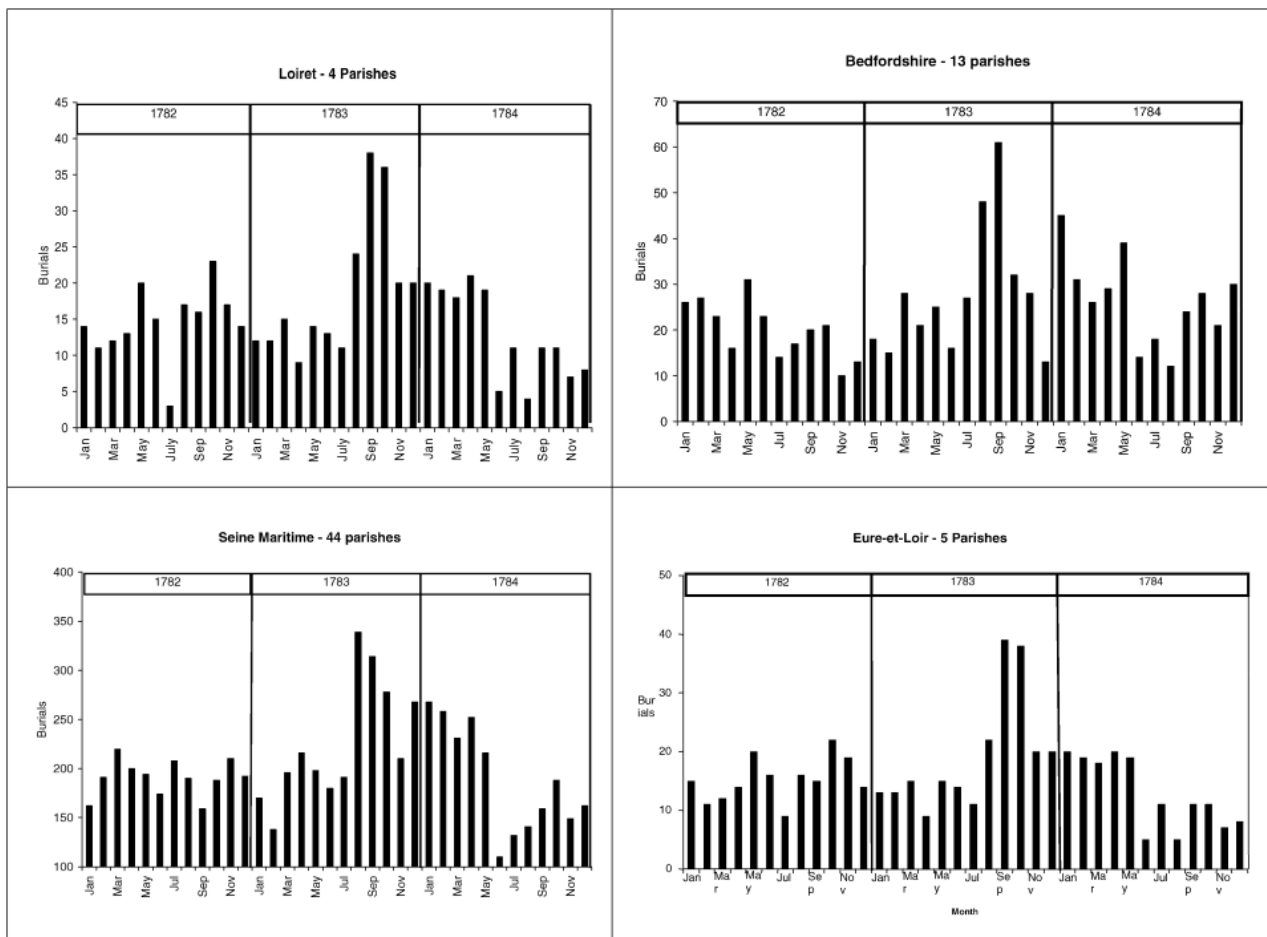 Loiret - 4 Parishes
45
40
35
30
25
20
15
10
5
0
Burials
1782 1783 1784
Jan Mar May July Sep Nov Jan Mar May July Sep Nov Jan Mar May July Sep Nov
Bedfordshire - 13 parishes
70
60
50
40
30
20
10
0
Burials
1782 1783 1784
Jan Mar May Jul Sep Nov Jan Mar May Jul Sep Nov Jan Mar May Jul Sep Nov
Seine Maritime - 44 parishes
400
350
300
250
200
150
100
Burials
1782 1783 1784
Jan Mar May Jul Sep Nov Jan Mar May Jul Sep Nov Jan Mar May Jul Sep Nov
Eure-et-Loir - 5 Parishes
50
40
30
20
10
0
Bur
ials
1782 1783 1784
Jan Ma Ma Jul Se No Jan Ma Ma Jul Se No Jan Ma Ma Jul Se No
r y p v r y p v r y p v
Month